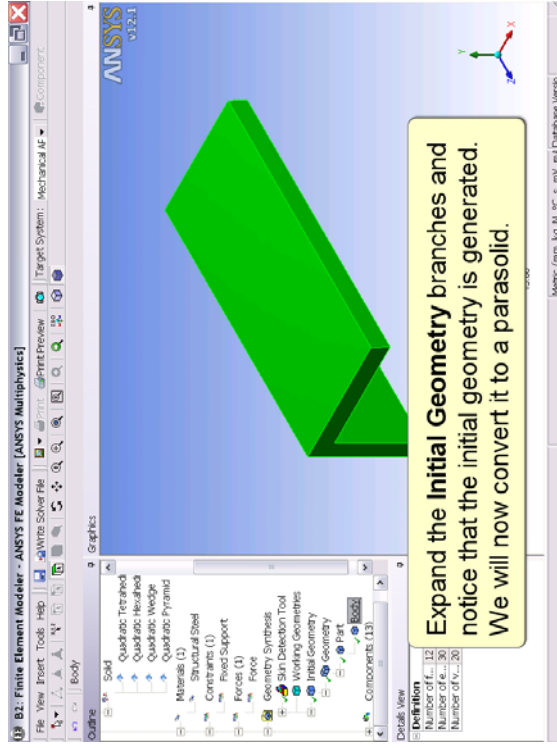 B2: Finite Element Modeler - ANSYS FE Modeler [ANSYS Multiphysics]
File View Insert Tools Help Write Solver File Print Print Preview Target System: Mechanical AF Component
Body
Outline
Solid
Quadratic Tetrahedr
Quadratic Hexahedr
Quadratic Wedge
Quadratic Pyramid
Materials (1)
Structural Steel
Constraints (1)
Fixed Support
Forces (1)
Force
Geometry Synthesis
Skin Detection Tool
Working Geometries
Initial Geometry
Geometry
Part
Body
Components (13)
Details View
Definition
Number of f... 12
Number of e... 30
Number of v... 20
Graphics
ANSYS
v12.1
Y
X
Z
Expand the Initial Geometry branches and
notice that the initial geometry is generated.
We will now convert it to a parasolid.